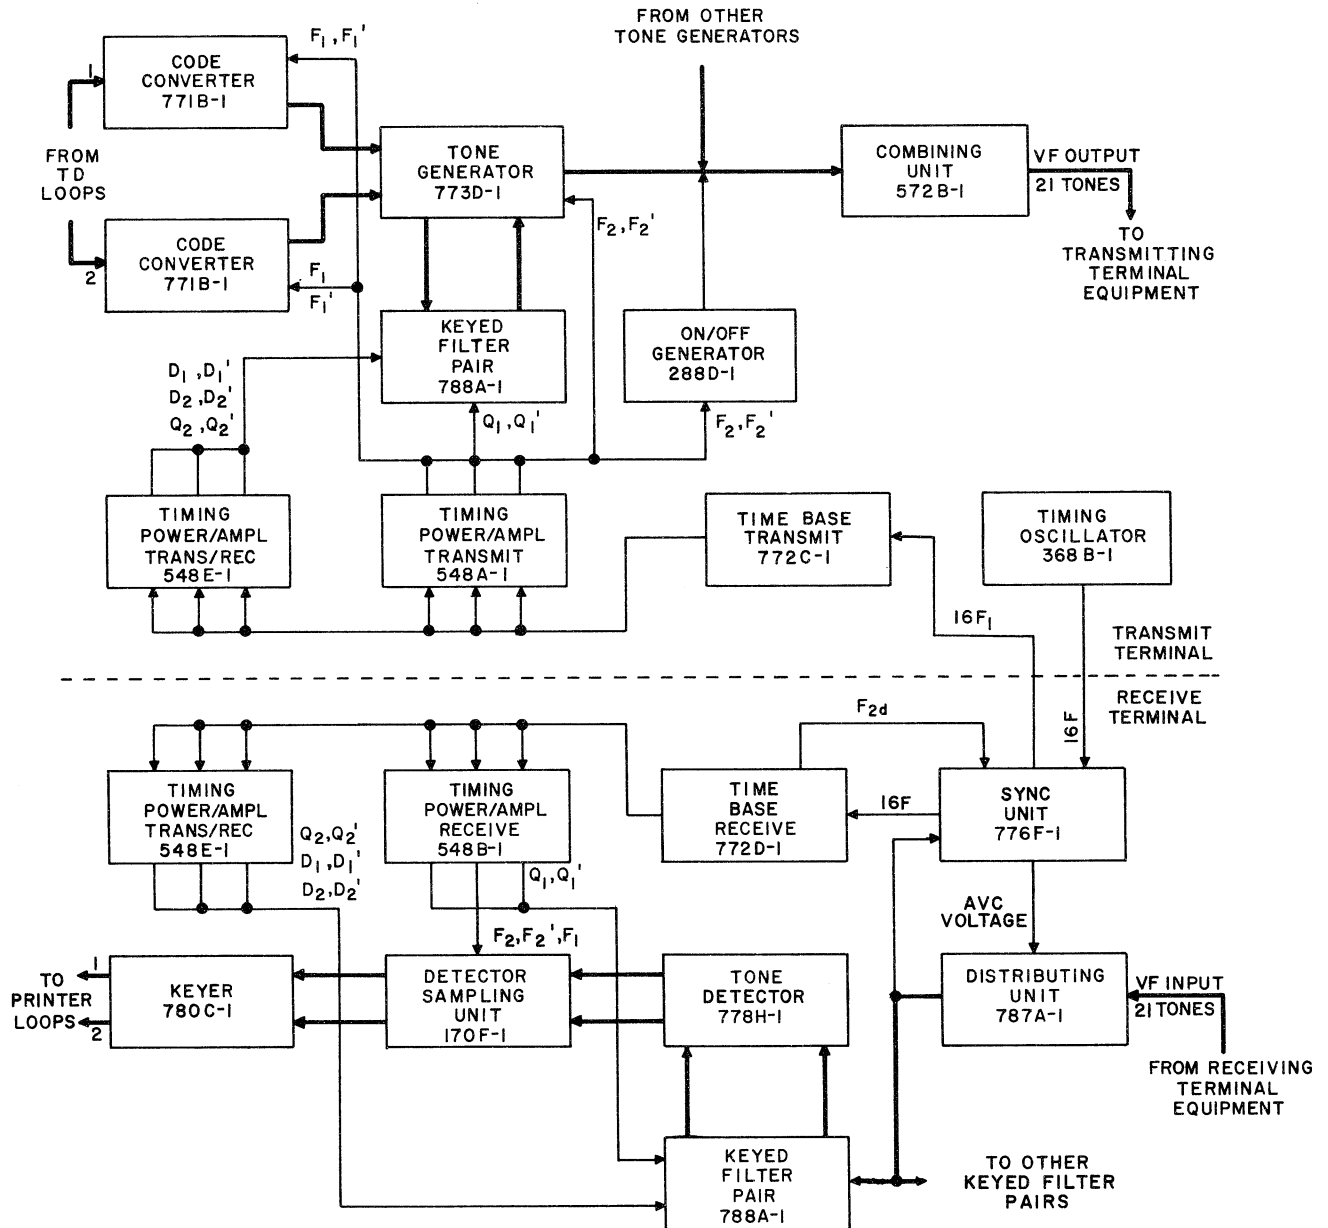 FROM OTHER
TONE GENERATORS
F1, F1'
1
CODE
CONVERTER
771B-1
FROM
TD
LOOPS
TONE
GENERATOR
773D-1
COMBINING
UNIT
572B-1
VF OUTPUT
21 TONES
TO
TRANSMITTING
TERMINAL
EQUIPMENT
2
CODE
CONVERTER
771B-1
F1
F1'
F2, F2'
KEYED
FILTER
PAIR
788A-1
ON/OFF
GENERATOR
288D-1
D1, D1'
D2, D2'
Q2, Q2'
Q1, Q1'
F2, F2'
TIMING
POWER/AMPL
TRANS/REC
548E-1
TIMING
POWER/AMPL
TRANSMIT
548A-1
TIME BASE
TRANSMIT
772C-1
TIMING
OSCILLATOR
368B-1
16F1
TRANSMIT
TERMINAL
RECEIVE
TERMINAL
F2d
16F
TIMING
POWER/AMPL
TRANS/REC
548E-1
Q2, Q2'
D1, D1'
D2, D2'
TIMING
POWER/AMPL
RECEIVE
548B-1
Q1, Q1'
TIME
BASE
RECEIVE
772D-1
16F
SYNC
UNIT
776F-1
AVC
VOLTAGE
F2, F2', F1
TO
PRINTER
LOOPS
1
2
KEYER
780C-1
DETECTOR
SAMPLING
UNIT
170F-1
TONE
DETECTOR
778H-1
DISTRIBUTING
UNIT
787A-1
VF INPUT
21 TONES
FROM RECEIVING
TERMINAL
EQUIPMENT
KEYED
FILTER
PAIR
788A-1
TO OTHER
KEYED FILTER
PAIRS